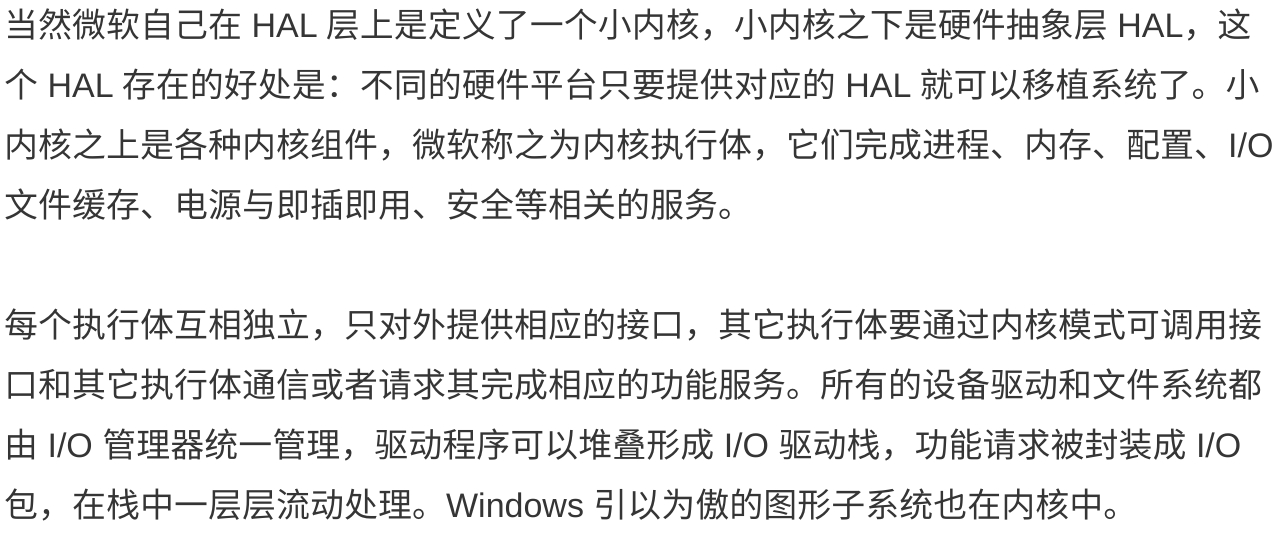 当然微软自己在 HAL 层上是定义了一个小内核，小内核之下是硬件抽象层 HAL，这
个 HAL 存在的好处是：不同的硬件平台只要提供对应的 HAL 就可以移植系统了。小
内核之上是各种内核组件，微软称之为内核执行体，它们完成进程、内存、配置、I/O
文件缓存、电源与即插即用、安全等相关的服务。
每个执行体互相独立，只对外提供相应的接口，其它执行体要通过内核模式可调用接
口和其它执行体通信或者请求其完成相应的功能服务。所有的设备驱动和文件系统都
由 I/O 管理器统一管理，驱动程序可以堆叠形成 I/O 驱动栈，功能请求被封装成 I/O
包，在栈中一层层流动处理。Windows 引以为傲的图形子系统也在内核中。